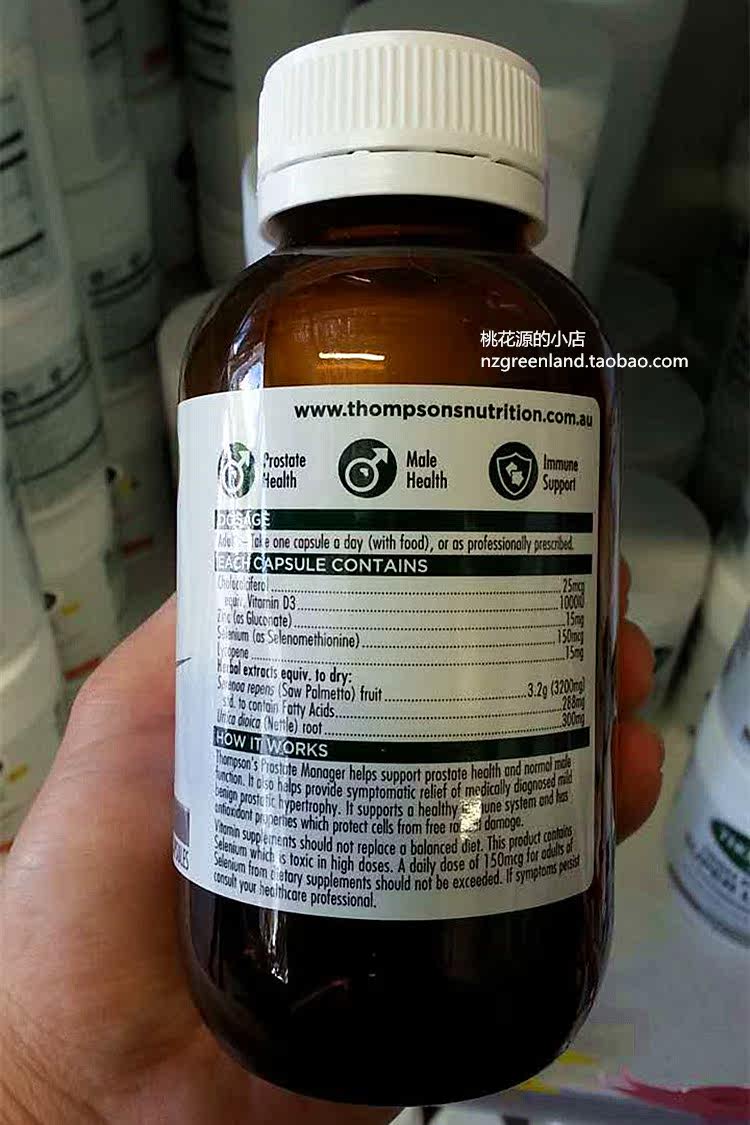 桃花源的小店
nzgreenland.taobao.com
www.thompsonsnutrition.com.au
Prostate Health
Male Health
Immune Support
DOSAGE
Adults – Take one capsule a day (with food), or as professionally prescribed.
EACH CAPSULE CONTAINS
Cholecalciferol 25mcg
equiv. Vitamin D3 1000IU
Zinc (as Gluconate) 15mg
Selenium (as Selenomethionine) 150mcg
Lycopene 15mg
Herbal extracts equiv. to dry:
Serenoa repens (Saw Palmetto) fruit 3.2g (3200mg)
std. to contain Fatty Acids 288mg
Urtica dioica (Nettle) root 300mg
HOW IT WORKS
Thompson's Prostate Manager helps support prostate health and normal male
function. It also helps provide symptomatic relief of medically diagnosed mild
benign prostatic hypertrophy. It supports a healthy immune system and has
antioxidant properties which protect cells from free radical damage.
Vitamin supplements should not replace a balanced diet. This product contains
Selenium which is toxic in high doses. A daily dose of 150mcg for adults of
Selenium from dietary supplements should not be exceeded. If symptoms persist
consult your healthcare professional.